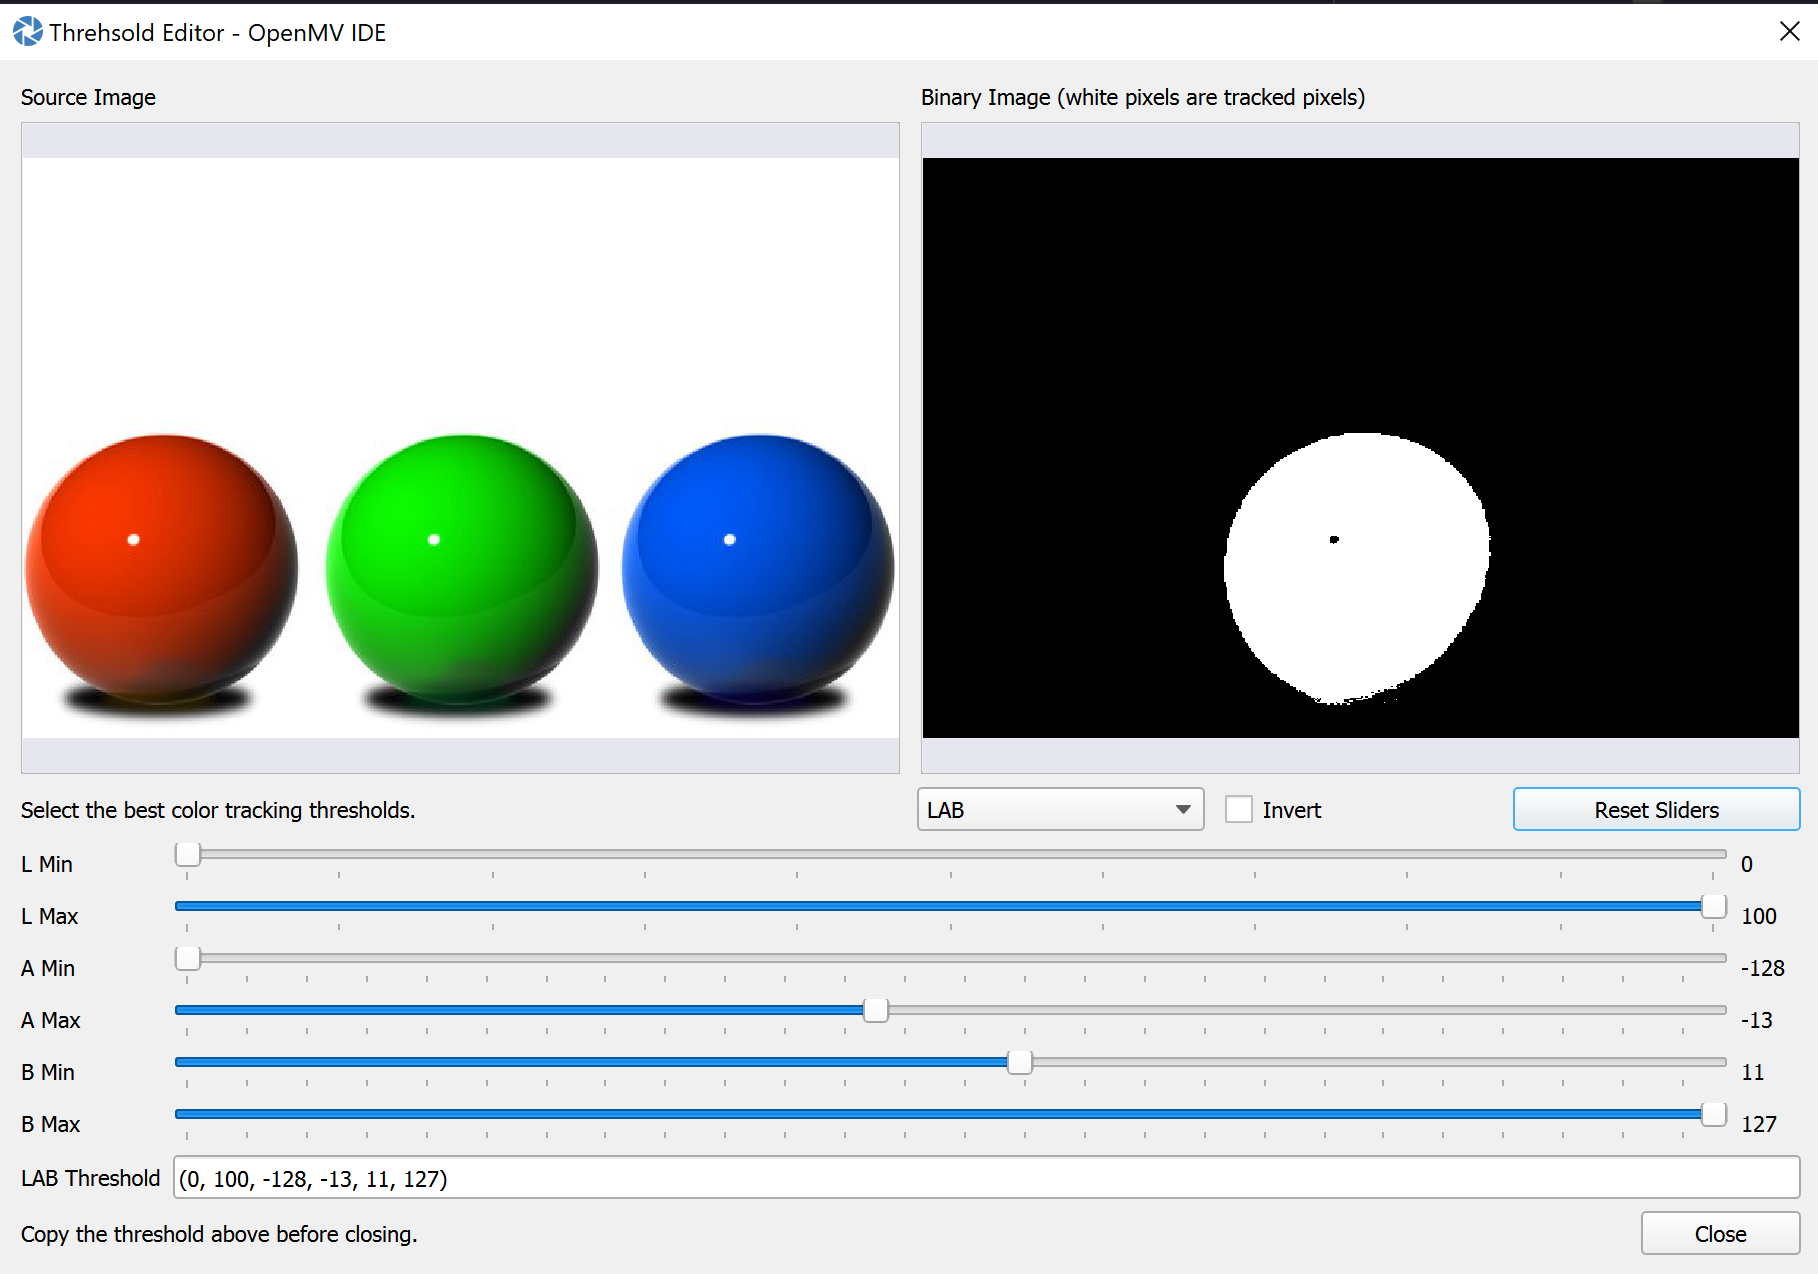 Threhsold Editor - OpenMV IDE
Source Image
Binary Image (white pixels are tracked pixels)
Select the best color tracking thresholds.
LAB
Invert
Reset Sliders
L Min
0
L Max
100
A Min
-128
A Max
-13
B Min
11
B Max
127
LAB Threshold
(0, 100, -128, -13, 11, 127)
Copy the threshold above before closing.
Close